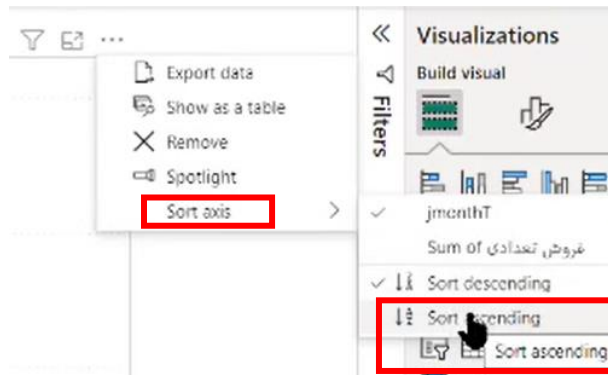 Visualizations
Build visual
Filters
Export data
Show as a table
Remove
Spotlight
Sort axis
jmonthT
Sum of فروش تعدادی
Sort descending
Sort ascending
Sort ascending